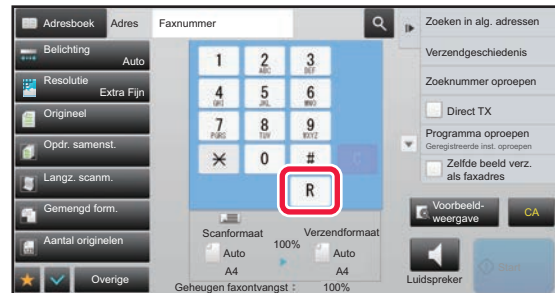 Adresboek
Adres
Faxnummer
Zoeken in alg. adressen
Belichting
Auto
Verzendgeschiedenis
Resolutie
Extra Fijn
Zoeknummer oproepen
Origineel
Direct TX
Opdr. samenst.
Programma oproepen
Geregistreerde inst. oproepen
Langz. scanm.
Zelfde beeld verz.
als faxadres
Gemengd form.
Aantal originelen
Overige
1
2
ABC
3
DEF
4
GHI
5
JKL
6
MNO
7
PQRS
8
TUV
9
WXYZ
0
#
C
R
Scanformaat
100%
Verzendformaat
Auto
Auto
A4
A4
Geheugen faxontvangst : 100%
Voorbeeld-
weergave
CA
Luidspreker
Start